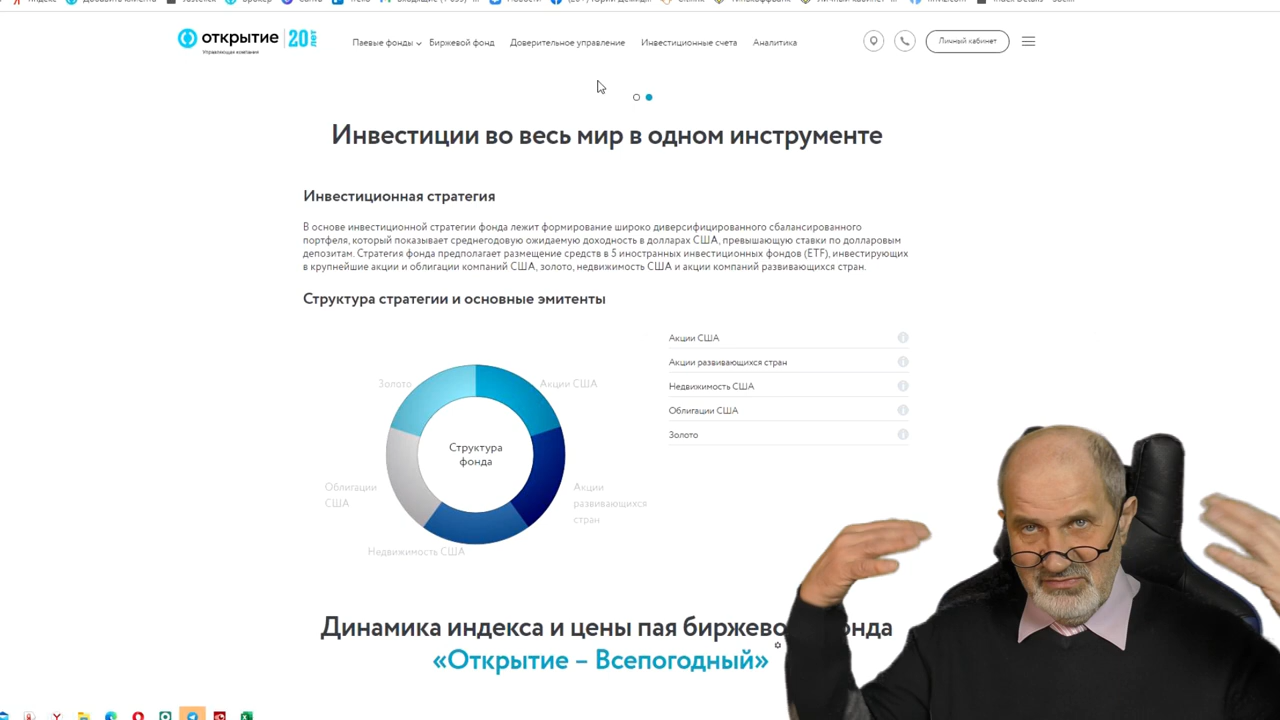 открытие 20 лет
Управляющая компания
Паевые фонды Биржевой фонд Доверительное управление Инвестиционные счета Аналитика Личный кабинет
Инвестиции во весь мир в одном инструменте
Инвестиционная стратегия
В основе инвестиционной стратегии фонда лежит формирование широко диверсифицированного сбалансированного
портфеля, который показывает среднегодовую ожидаемую доходность в долларах США, превышающую ставки по долларовым
депозитам. Стратегия фонда предполагает размещение средств в 5 иностранных инвестиционных фондов (ETF), инвестирующих
в крупнейшие акции и облигации компаний США, золото, недвижимость США и акции компаний развивающихся стран.
Структура стратегии и основные эмитенты
Золото
Акции США
Структура
фонда
Облигации
США
Акции
развивающихся
стран
Недвижимость США
Акции США
Акции развивающихся стран
Недвижимость США
Облигации США
Золото
Динамика индекса и цены пая биржево нда
«Открытие – Всепогодный»